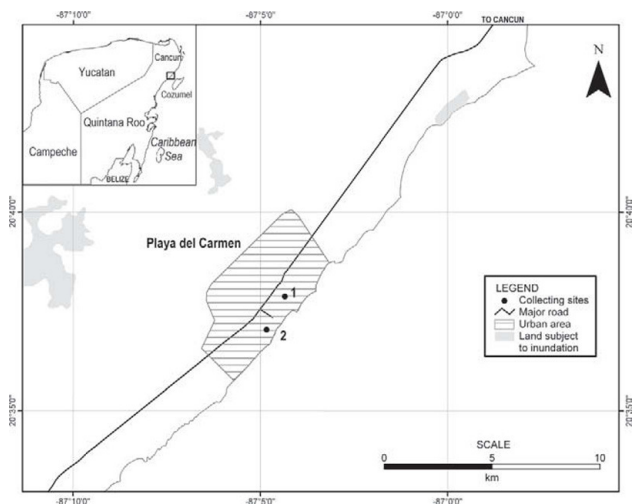 -87°10'0"
-87°5'0"
-87°0'0"
TO CANCUN
Yucatan
Cancun
Cozumel
Quintana Roo
Caribbean
Sea
Campeche
BELIZE
N
20°40'0"
20°40'0"
Playa del Carmen
1
2
LEGEND
Collecting sites
Major road
Urban area
Land subject
to inundation
20°35'0"
20°35'0"
SCALE
0
5
10
km
-87°10'0"
-87°5'0"
-87°0'0"